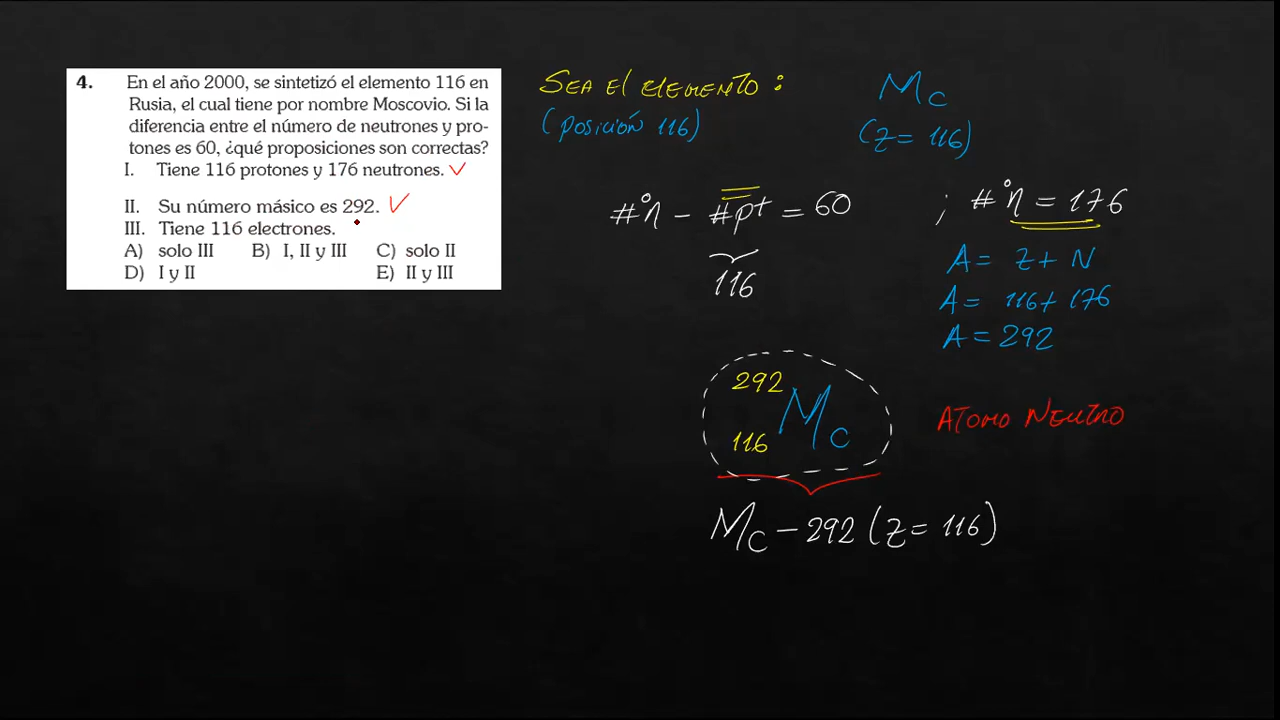 4. En el año 2000, se sintetizó el elemento 116 en
Rusia, el cual tiene por nombre Moscovio. Si la
diferencia entre el número de neutrones y pro-
tones es 60, ¿qué proposiciones son correctas?
I. Tiene 116 protones y 176 neutrones. ✓
II. Su número másico es 292. ✓
III. Tiene 116 electrones.
A) solo III B) I, II y III C) solo II
D) I y II E) II y III
SEA EL ELEMENTO :
(POSICIÓN 116)
Mc
(Z = 116)
#n° - #p+ = 60 ; #n° = 176
116
A = Z + N
A = 116 + 176
A = 292
292
Mc
116
ATOMO NEUTRO
Mc - 292 (Z = 116)